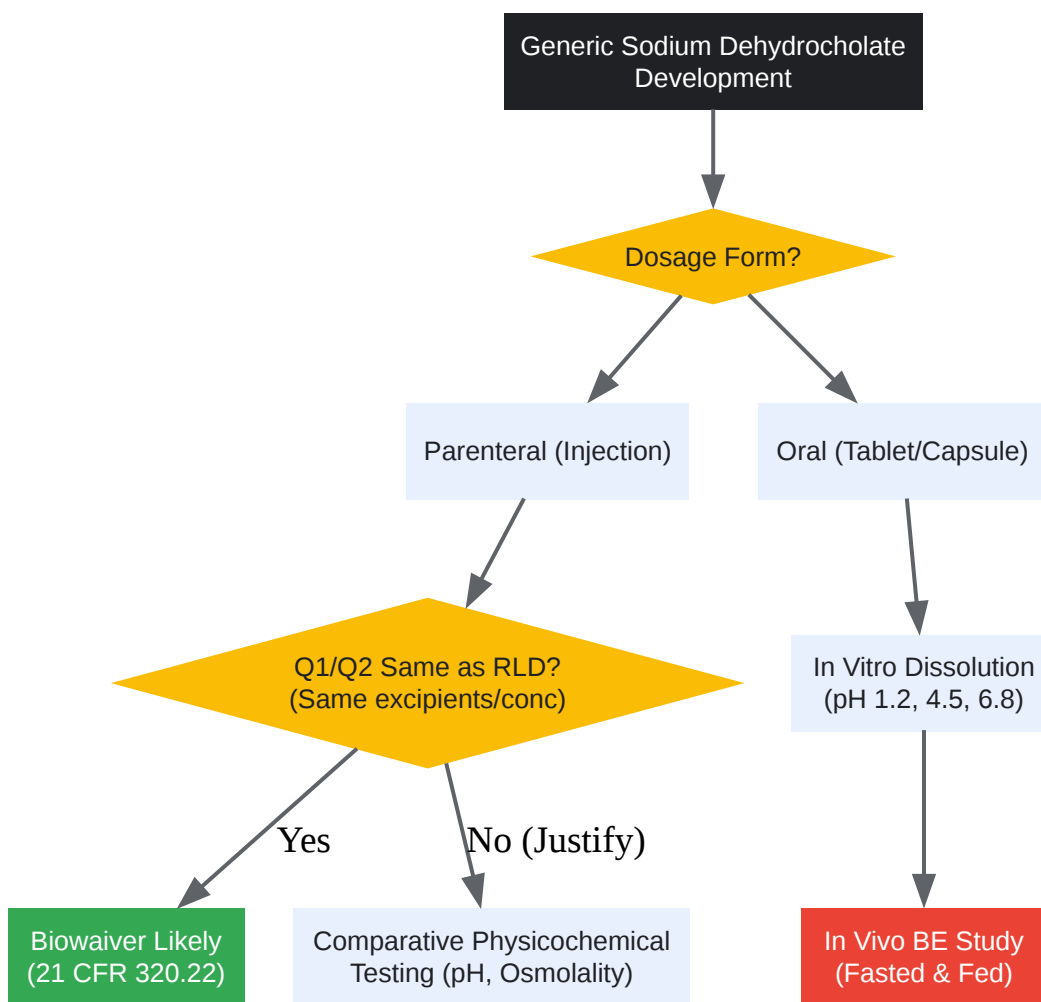 Generic Sodium Dehydrocholate
Development
Dosage Form?
Parenteral (Injection)
Oral (Tablet/Capsule)
Q1/Q2 Same as RLD?
(Same excipients/conc)
In Vitro Dissolution
(pH 1.2, 4.5, 6.8)
Yes
No (Justify)
Biowaiver Likely
(21 CFR 320.22)
Comparative Physicochemical
Testing (pH, Osmolality)
In Vivo BE Study
(Fasted & Fed)